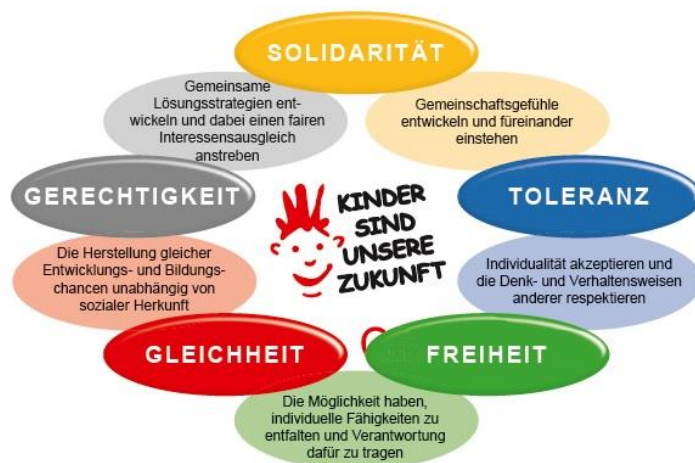 SOLIDARITÄT
Gemeinsame
Lösungsstrategien ent-
wickeln und dabei einen fairen
Interessensausgleich
anstreben
Gemeinschaftsgefühle
entwickeln und füreinander
einstehen
GERECHTIGKEIT
KINDER
SIND
UNSERE
ZUKUNFT
TOLERANZ
Die Herstellung gleicher
Entwicklungs- und Bildungs-
chancen unabhängig von
sozialer Herkunft
Individualität akzeptieren und
die Denk- und Verhaltensweisen
anderer respektieren
GLEICHHEIT
FREIHEIT
Die Möglichkeit haben,
individuelle Fähigkeiten zu
entfalten und Verantwortung
dafür zu tragen